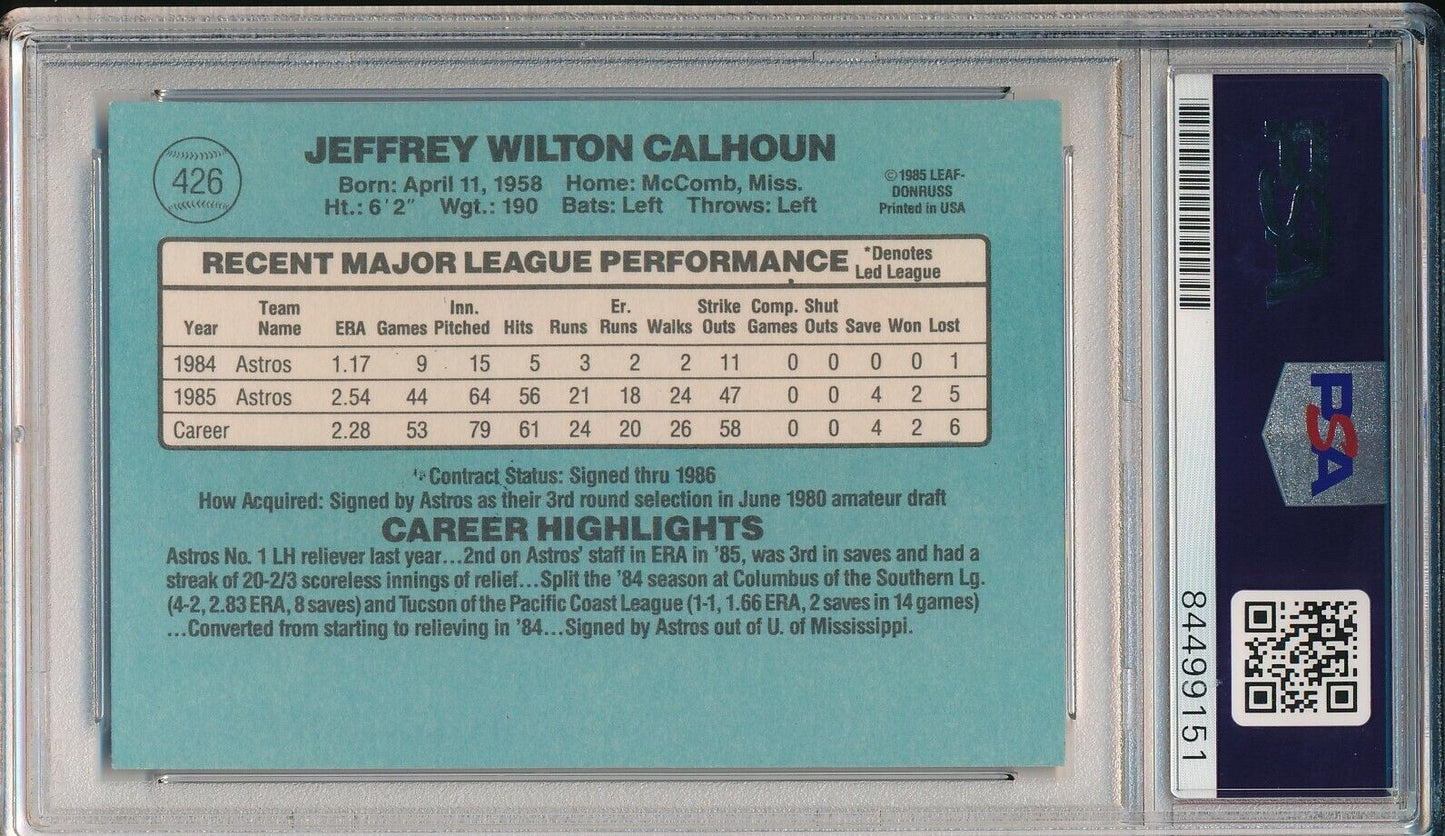 426
JEFFREY WILTON CALHOUN
Born: April 11, 1958 Home: McComb, Miss.
Ht.: 6'2" Wgt.: 190 Bats: Left Throws: Left
©1985 LEAF-
DONRUSS
Printed in USA
RECENT MAJOR LEAGUE PERFORMANCE
*Denotes
Led League
Team Inn. Er. Strike Comp. Shut
Year Name ERA Games Pitched Hits Runs Runs Walks Outs Games Outs Save Won Lost
1984 Astros 1.17 9 15 5 3 2 2 11 0 0 0 0 1
1985 Astros 2.54 44 64 56 21 18 24 47 0 0 4 2 5
Career 2.28 53 79 61 24 20 26 58 0 0 4 2 6
Contract Status: Signed thru 1986
How Acquired: Signed by Astros as their 3rd round selection in June 1980 amateur draft
CAREER HIGHLIGHTS
Astros No. 1 LH reliever last year...2nd on Astros' staff in ERA in '85, was 3rd in saves and had a
streak of 20-2/3 scoreless innings of relief...Split the '84 season at Columbus of the Southern Lg.
(4-2, 2.83 ERA, 8 saves) and Tucson of the Pacific Coast League (1-1, 1.66 ERA, 2 saves in 14 games)
...Converted from starting to relieving in '84...Signed by Astros out of U. of Mississippi.
PSA
PSA
84499151